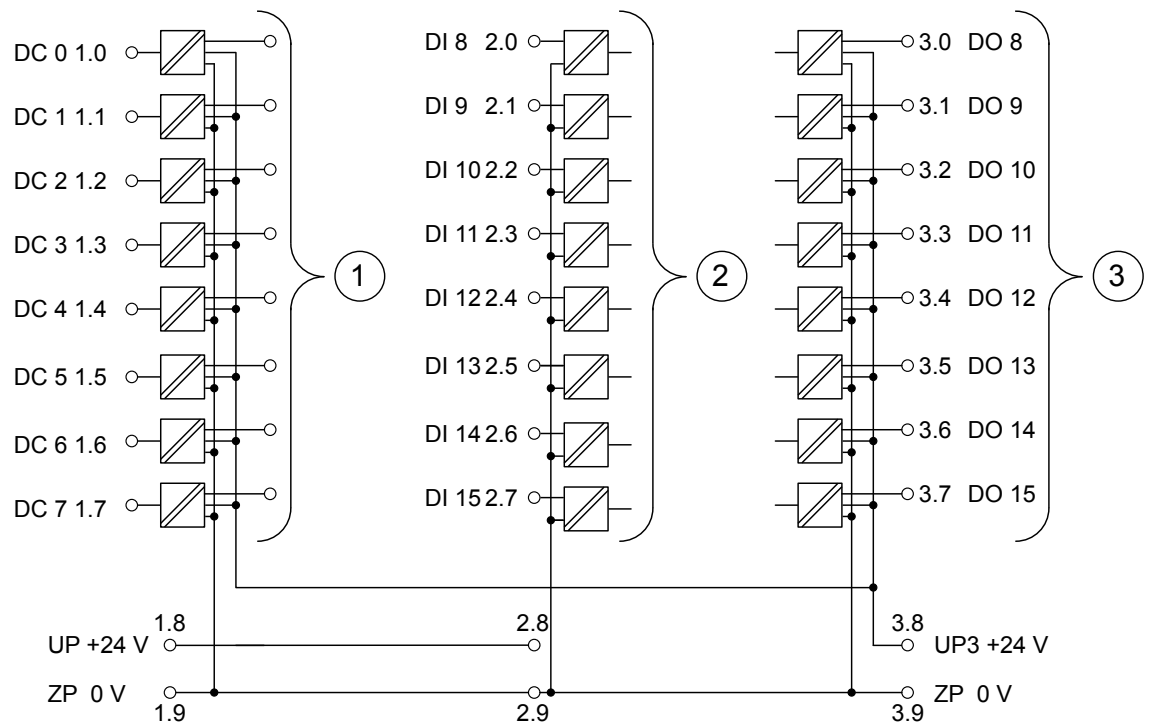 DC 0 1.0
DI 8 2.0
3.0 DO 8
DC 1 1.1
DI 9 2.1
3.1 DO 9
DC 2 1.2
DI 10 2.2
3.2 DO 10
DC 3 1.3
DI 11 2.3
3.3 DO 11
1
2
3
DC 4 1.4
DI 12 2.4
3.4 DO 12
DC 5 1.5
DI 13 2.5
3.5 DO 13
DC 6 1.6
DI 14 2.6
3.6 DO 14
DC 7 1.7
DI 15 2.7
3.7 DO 15
1.8
2.8
3.8
UP +24 V
UP3 +24 V
ZP 0 V
ZP 0 V
1.9
2.9
3.9